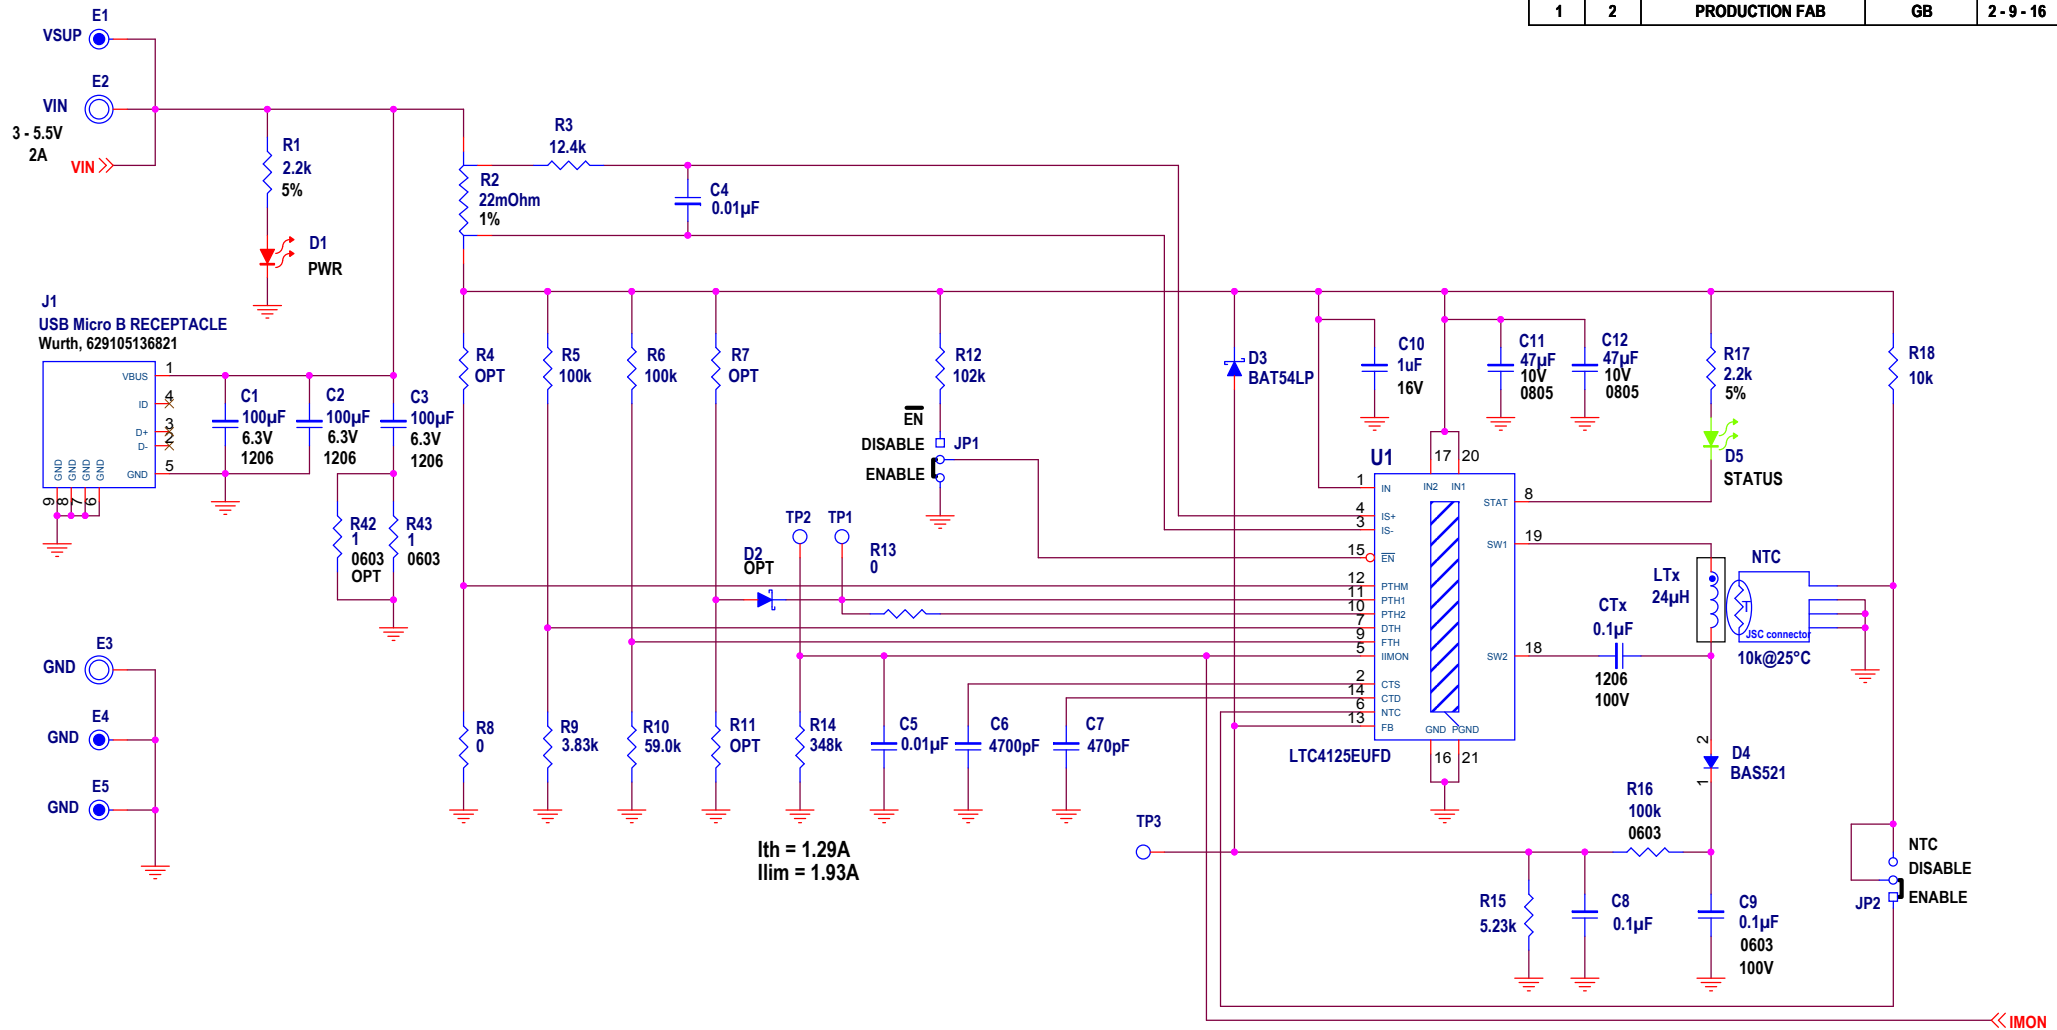 1 2 PRODUCTION FAB GB 2 - 9 - 16
E1
VSUP
E2
VIN
3 - 5.5V
2A
VIN
R1
2.2k
5%
D1
PWR
R2
22mOhm
1%
R3
12.4k
C4
0.01µF
J1
USB Micro B RECEPTACLE
Wurth, 629105136821
VBUS 1
ID 4
D+ 3
D- 2
GND 5
GND GND GND GND
9 8 7 6
C1
100µF
6.3V
1206
C2
100µF
6.3V
1206
C3
100µF
6.3V
1206
R42
1
0603
OPT
R43
1
0603
E3
GND
E4
GND
E5
GND
R4
OPT
R5
100k
R6
100k
R7
OPT
R12
102k
EN
DISABLE
JP1
ENABLE
D3
BAT54LP
C10
1uF
16V
C11
47µF
10V
0805
C12
47µF
10V
0805
R17
2.2k
5%
D5
STATUS
R18
10k
TP2
TP1
D2
OPT
R13
0
U1
17 20
IN2 IN1
1 IN
4 IS+
3 IS-
15 EN
12 PTHM
11 PTH1
10 PTH2
7 DTH
9 FTH
5 IIMON
2 CTS
14 CTD
6 NTC
13 FB
STAT 8
SW1 19
SW2 18
GND PGND
16 21
LTC4125EUFD
LTx
24µH
NTC
T
JSC connector
10k@25°C
CTx
0.1µF
1206
100V
R8
0
R9
3.83k
R10
59.0k
R11
OPT
R14
348k
C5
0.01µF
C6
4700pF
C7
470pF
Ith = 1.29A
Ilim = 1.93A
TP3
2
D4
BAS521
1
R16
100k
0603
R15
5.23k
C8
0.1µF
C9
0.1µF
0603
100V
NTC
DISABLE
JP2
ENABLE
IMON